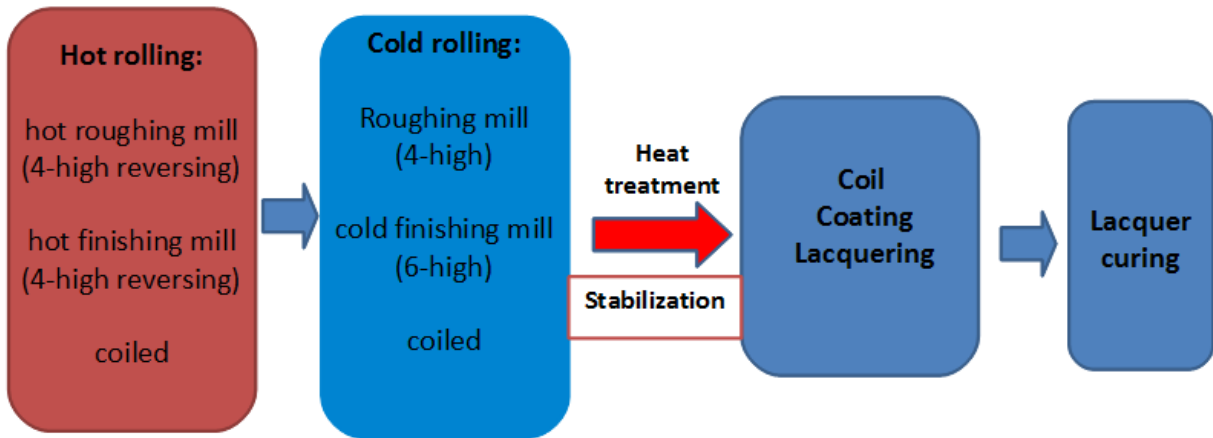 Hot rolling:
hot roughing mill
(4-high reversing)
hot finishing mill
(4-high reversing)
coiled
Cold rolling:
Roughing mill
(4-high)
cold finishing mill
(6-high)
coiled
Heat
treatment
Stabilization
Coil
Coating
Lacquering
Lacquer
curing